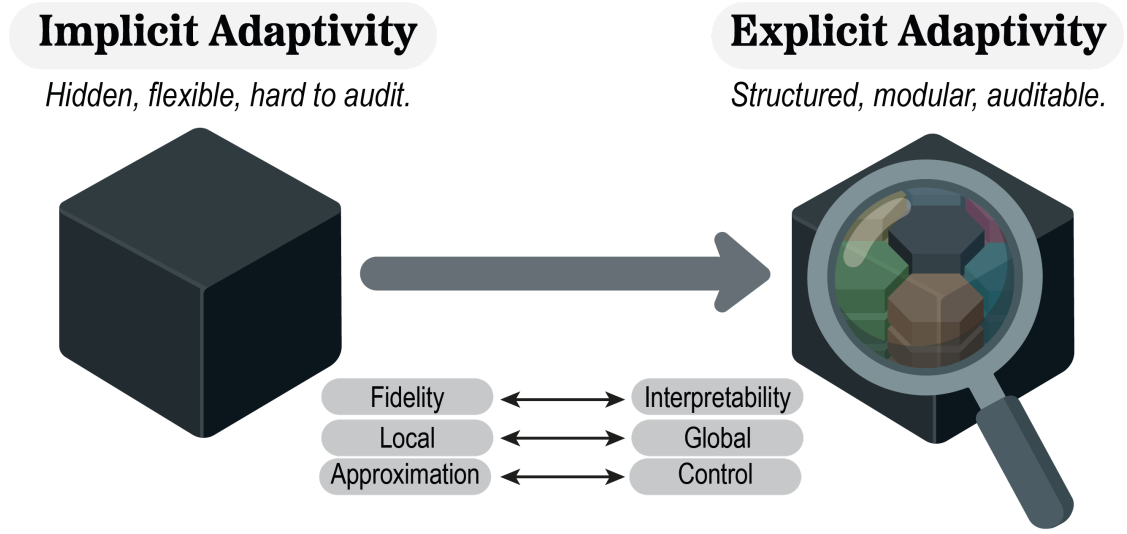 Implicit Adaptivity
Hidden, flexible, hard to audit.
Explicit Adaptivity
Structured, modular, auditable.
Fidelity
Interpretability
Local
Global
Approximation
Control